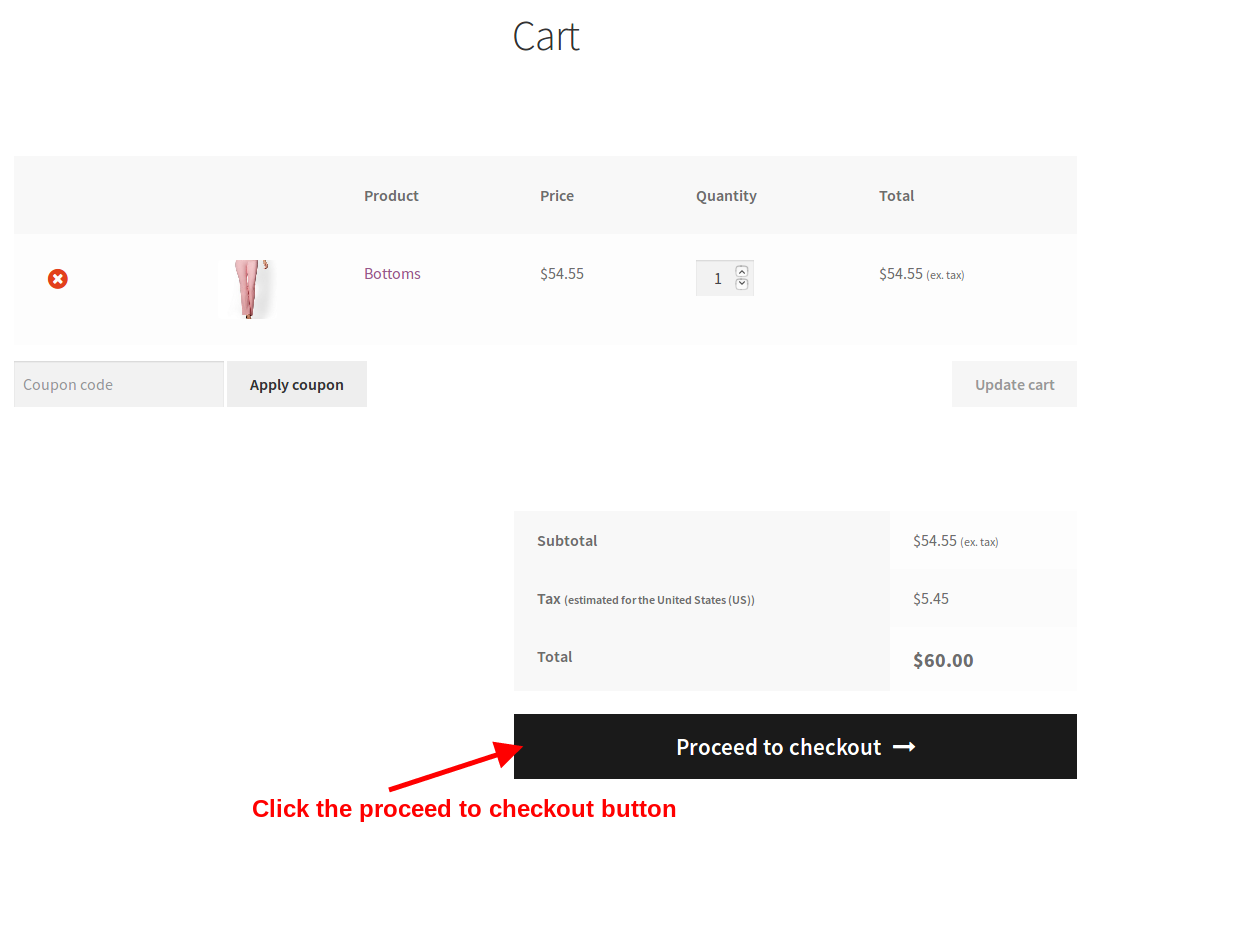 Cart
Product Price Quantity Total
Bottoms $54.55 1 $54.55 (ex. tax)
Coupon code Apply coupon Update cart
Subtotal $54.55 (ex. tax)
Tax (estimated for the United States (US)) $5.45
Total $60.00
Proceed to checkout →
Click the proceed to checkout button